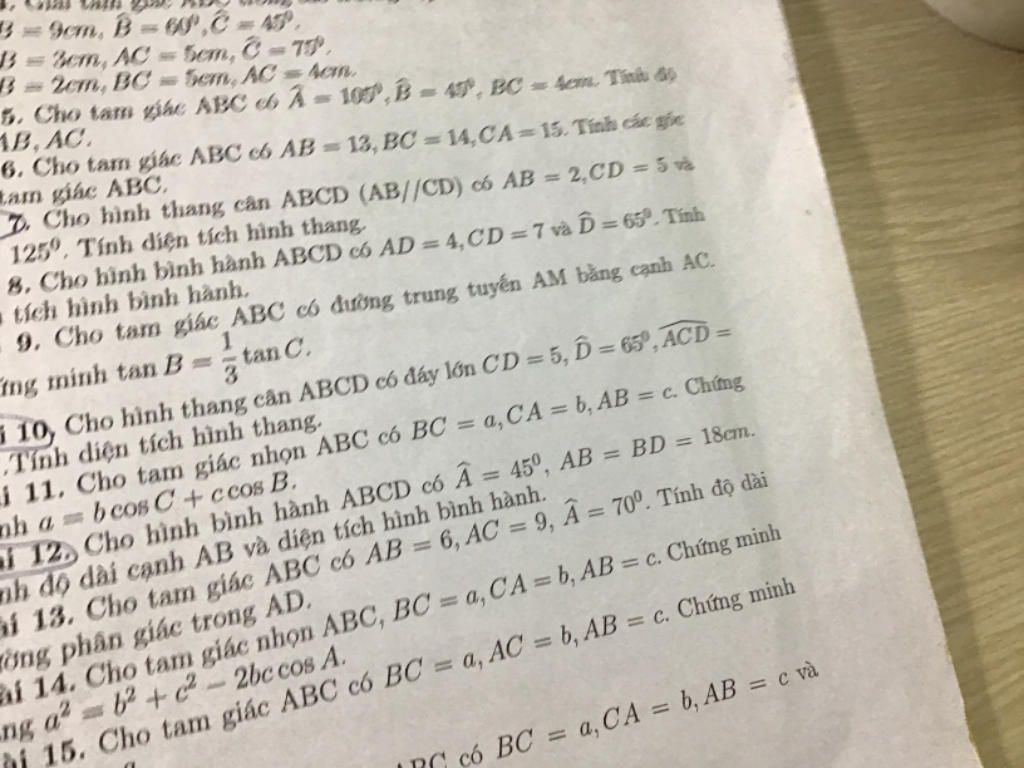 B = 9cm, B̂ = 60⁰, Ĉ = 45⁰.
B = 3cm, AC = 5cm, Ĉ = 75⁰.
B = 2cm, BC = 5cm, AC = 4cm.
5. Cho tam giác ABC có Â = 105⁰, B̂ = 45⁰, BC = 4cm. Tính độ
AB, AC.
6. Cho tam giác ABC có AB = 13, BC = 14, CA = 15. Tính các góc
tam giác ABC.
7. Cho hình thang cân ABCD (AB//CD) có AB = 2, CD = 5 và
125⁰. Tính diện tích hình thang.
8. Cho hình bình hành ABCD có AD = 4, CD = 7 và D̂ = 65⁰. Tính
tích hình bình hành.
9. Cho tam giác ABC có đường trung tuyến AM bằng cạnh AC.
ứng minh tan B = 1/3 tan C.
i 10, Cho hình thang cân ABCD có đáy lớn CD = 5, D̂ = 65⁰, ACD̂ =
.Tính diện tích hình thang.
i 11. Cho tam giác nhọn ABC có BC = a, CA = b, AB = c. Chứng
nh a = b cos C + c cos B.
ài 12. Cho hình bình hành ABCD có Â = 45⁰, AB = BD = 18cm.
nh độ dài cạnh AB và diện tích hình bình hành.
ài 13. Cho tam giác ABC có AB = 6, AC = 9, Â = 70⁰. Tính độ dài
ường phân giác trong AD.
ài 14. Cho tam giác nhọn ABC, BC = a, CA = b, AB = c. Chứng minh
ng a² = b² + c² − 2bc cos A.
ài 15. Cho tam giác ABC có BC = a, AC = b, AB = c. Chứng minh
ABC có BC = a, CA = b, AB = c và